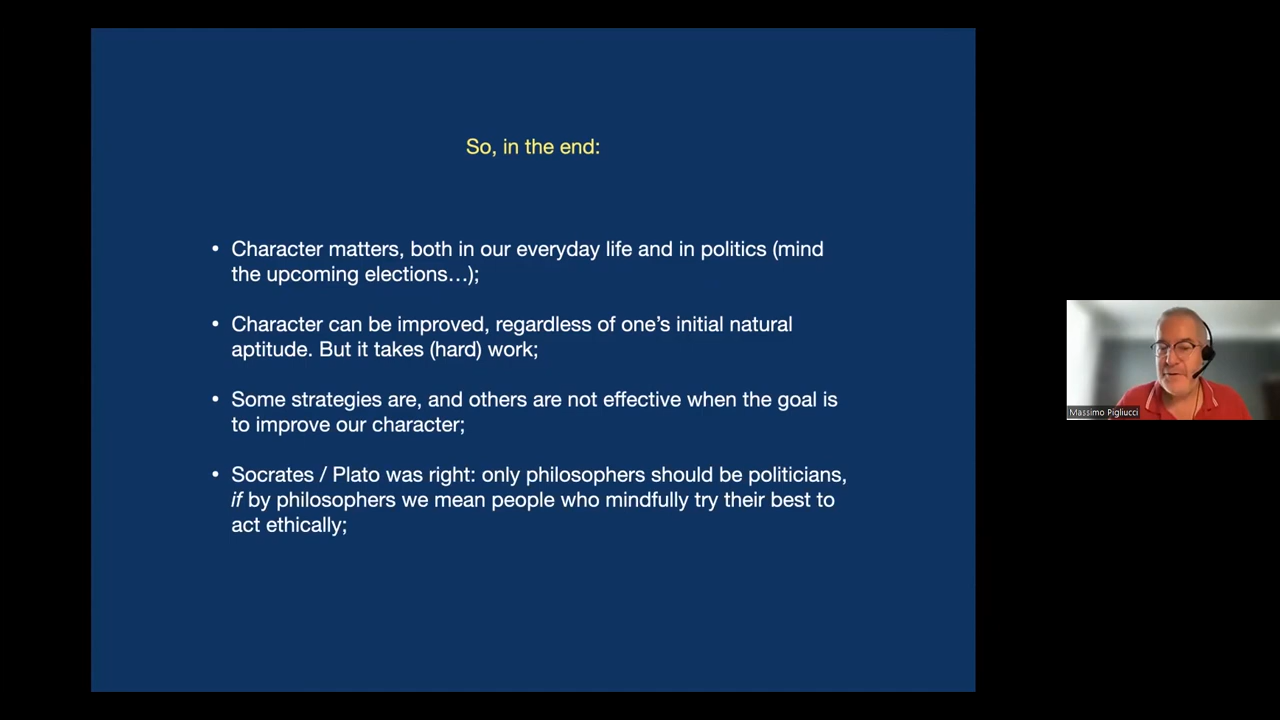 So, in the end:
• Character matters, both in our everyday life and in politics (mind
the upcoming elections…);
• Character can be improved, regardless of one’s initial natural
aptitude. But it takes (hard) work;
• Some strategies are, and others are not effective when the goal is
to improve our character;
• Socrates / Plato was right: only philosophers should be politicians,
if by philosophers we mean people who mindfully try their best to
act ethically;
Massimo Pigliucci